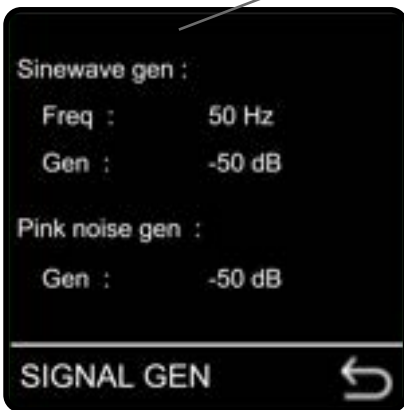 Sinewave gen :
Freq : 50 Hz
Gen : -50 dB
Pink noise gen :
Gen : -50 dB
SIGNAL GEN